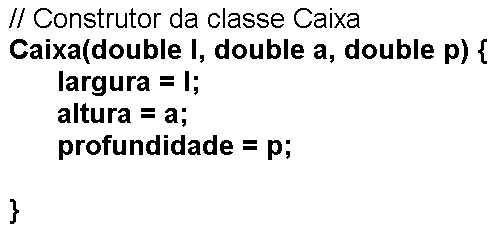 // Construtor da classe Caixa
Caixa(double l, double a, double p) {
largura = l;
altura = a;
profundidade = p;
}